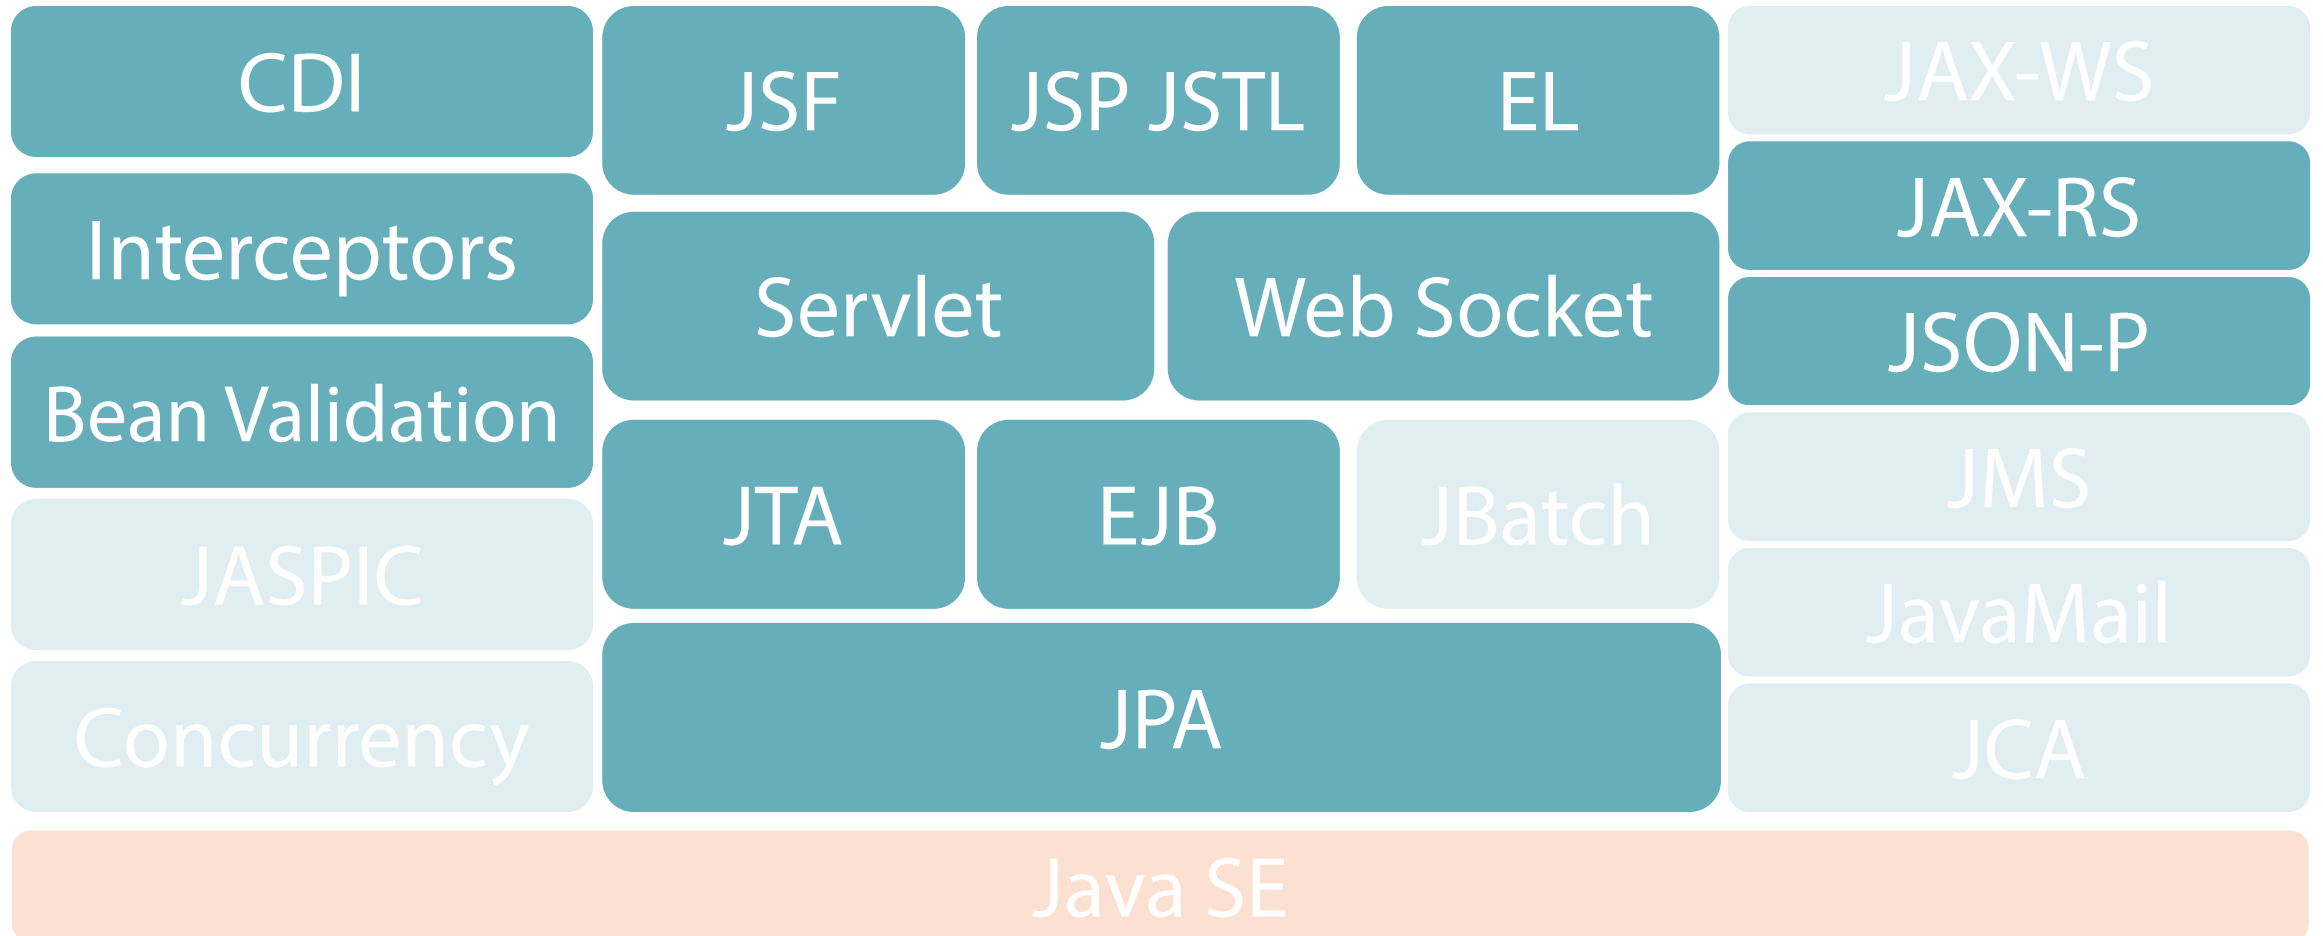 CDI
JSF
JSP JSTL
EL
JAX-WS
JAX-RS
Interceptors
Servlet
Web Socket
JSON-P
Bean Validation
JTA
EJB
JBatch
JMS
JASPIC
JavaMail
Concurrency
JPA
JCA
Java SE